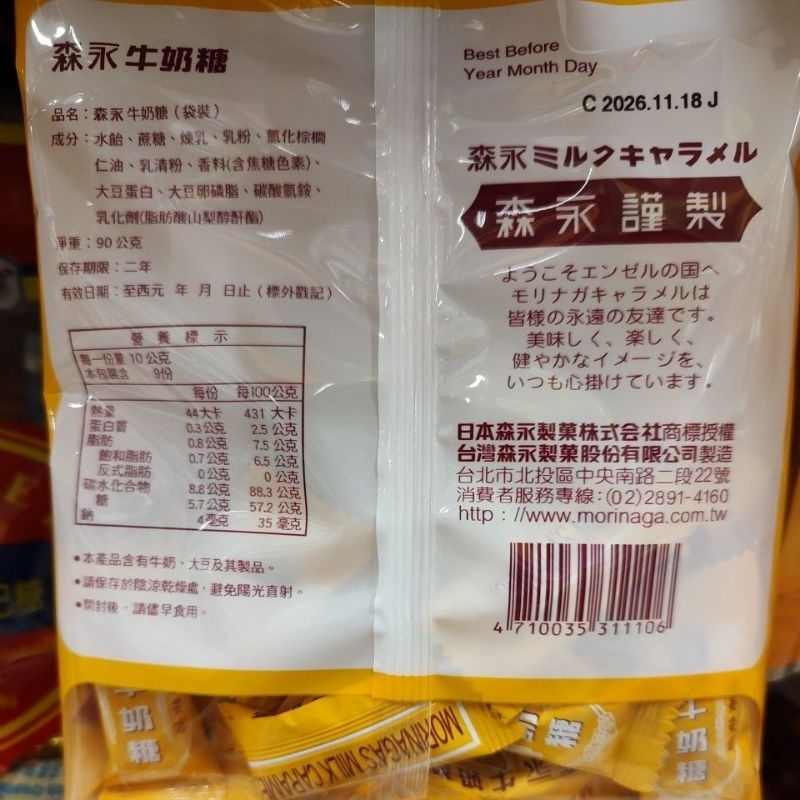 森永牛奶糖
品名：森永牛奶糖（袋裝）
成分：水飴、蔗糖、煉乳、乳粉、氫化棕櫚
仁油、乳清粉、香料(含焦糖色素)、
大豆蛋白、大豆卵磷脂、碳酸氫銨、
乳化劑(脂肪酸山梨醇酐酯)
淨重：90公克
保存期限：二年
有效日期：至西元 年 月 日止（標外戳記）
營養標示
每一份量 10公克
本包裝含 9份
每份 每100公克
熱量 44大卡 431 大卡
蛋白質 0.3公克 2.5 公克
脂肪 0.8公克 7.5 公克
飽和脂肪 0.7公克 6.5 公克
反式脂肪 0公克 0 公克
碳水化合物 8.8公克 88.3 公克
糖 5.7公克 57.2 公克
鈉 4毫克 35 毫克
•本產品含有牛奶、大豆及其製品。
•請保存於陰涼乾燥處，避免陽光直射。
•開封後，請儘早食用。
Best Before
Year Month Day
C 2026.11.18 J
森永ミルクキャラメル
森永謹製
ようこそエンゼルの国へ
モリナガキャラメルは
皆様の永遠の友達です。
美味しく、楽しく、
健やかなイメージを、
いつも心掛けています。
日本森永製菓株式会社商標授權
台灣森永製菓股份有限公司製造
台北市北投區中央南路二段22號
消費者服務專線：(02)2891-4160
http：//www.morinaga.com.tw
4 710035 311106
牛奶糖
MORINAGA'S MILK CARAME
奶糖
牛奶糖